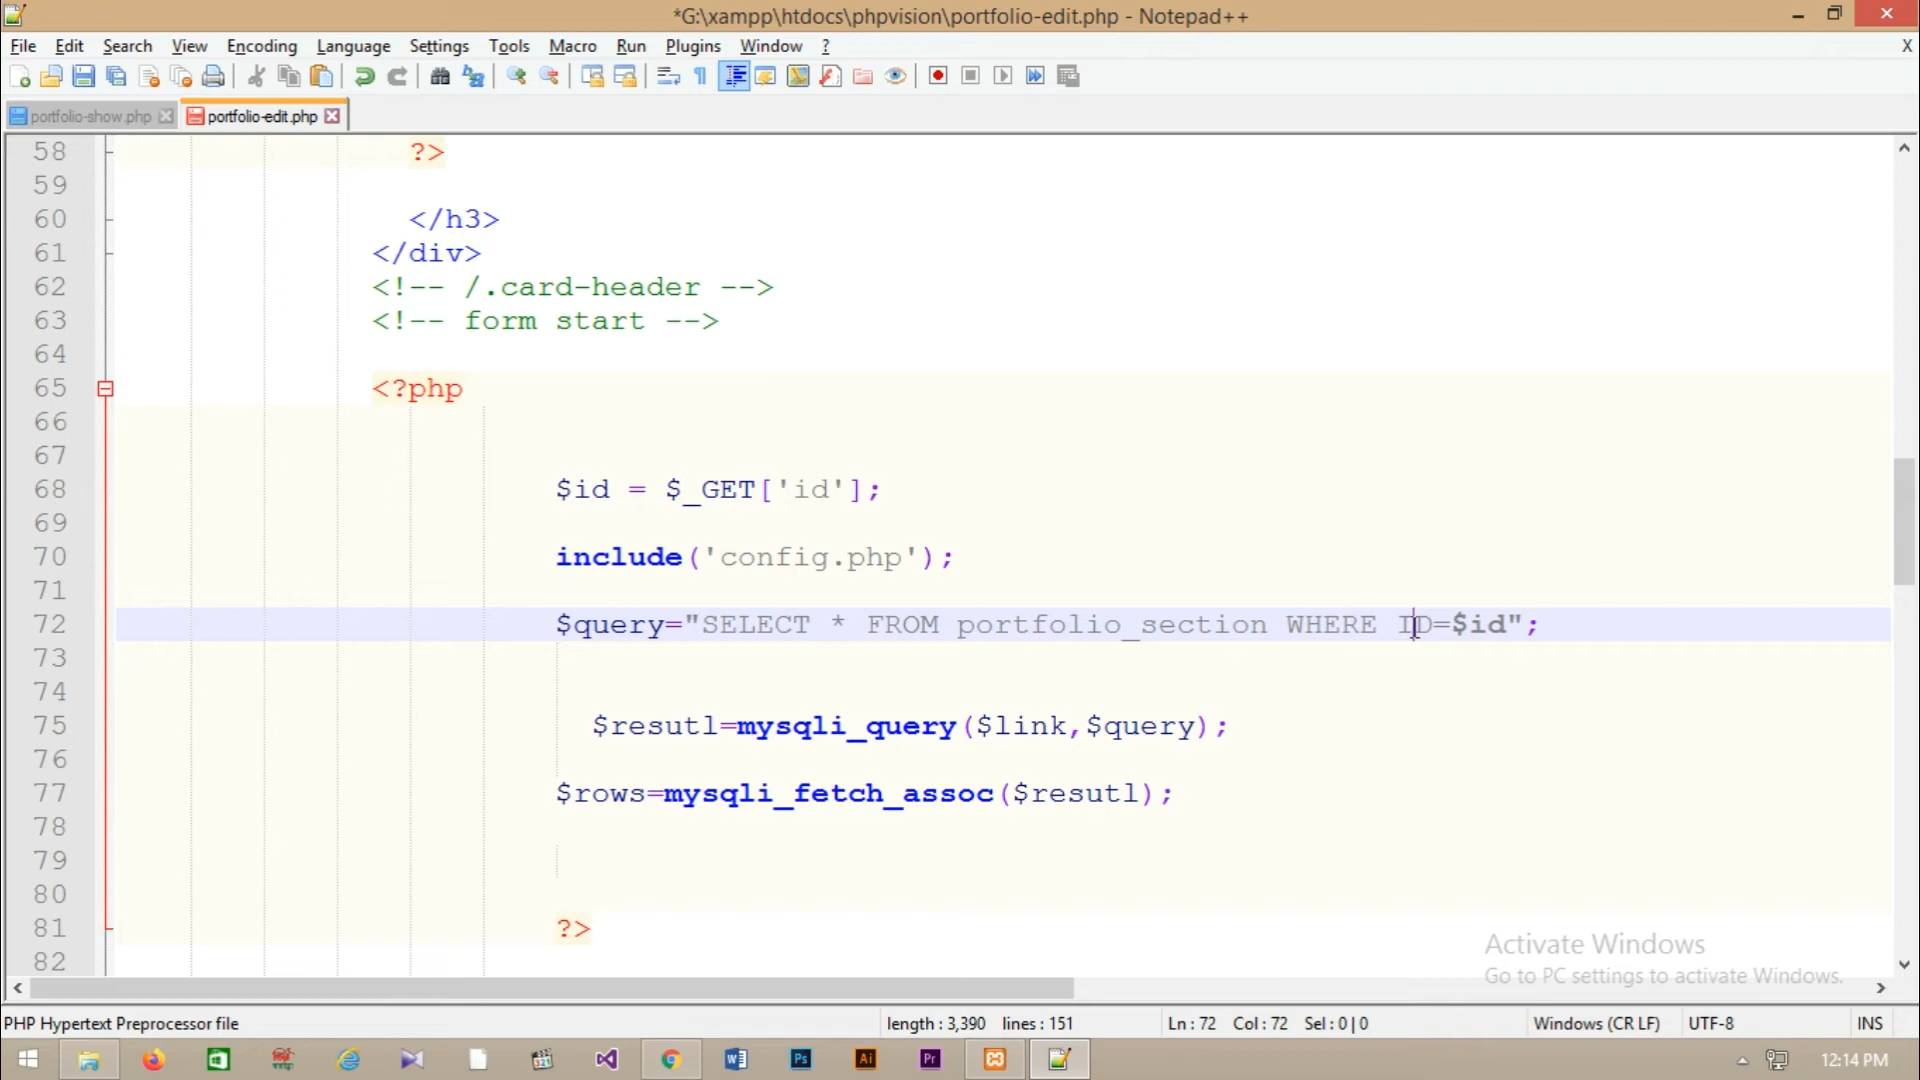 *G:\xampp\htdocs\phpvision\portfolio-edit.php - Notepad++
File Edit Search View Encoding Language Settings Tools Macro Run Plugins Window ? X
portfolio-show.php portfolio-edit.php
58 ?>
59
60 </h3>
61 </div>
62 <!-- /.card-header -->
63 <!-- form start -->
64
65 <?php
66
67
68 $id = $_GET['id'];
69
70 include('config.php');
71
72 $query="SELECT * FROM portfolio_section WHERE ID=$id";
73
74
75 $resutl=mysqli_query($link,$query);
76
77 $rows=mysqli_fetch_assoc($resutl);
78
79
80
81 ?>
82
Activate Windows
Go to PC settings to activate Windows.
PHP Hypertext Preprocessor file length : 3,390 lines : 151 Ln : 72 Col : 72 Sel : 0 | 0 Windows (CR LF) UTF-8 INS
W Ps Ai Pr 12:14 PM